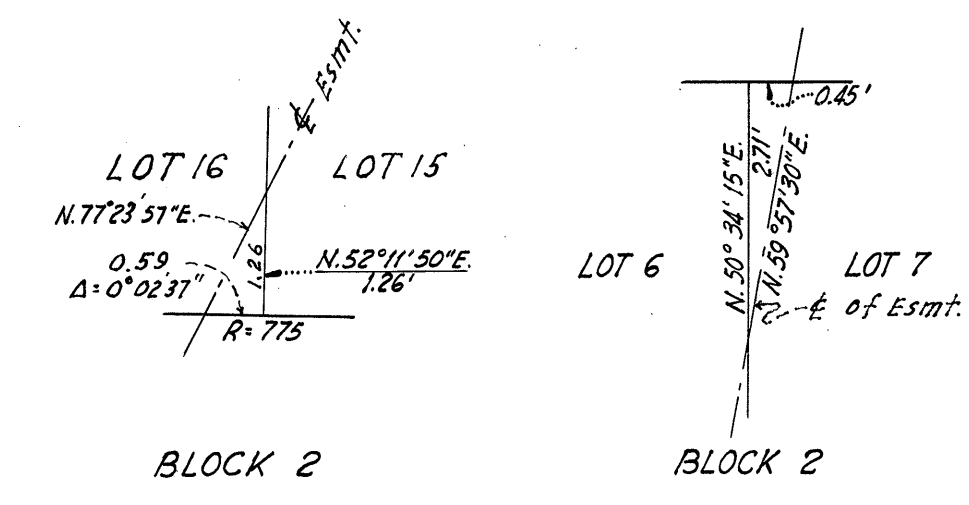 ℄ Esmt.
LOT 16
LOT 15
N.77°23'57"E.
0.59'
Δ=0°02'37"
1.26
N.52°11'50"E.
1.26'
R=775
BLOCK 2
0.45'
N.50°34'15"E.
2.71'
N.59°57'30"E.
LOT 6
LOT 7
℄ of Esmt.
BLOCK 2